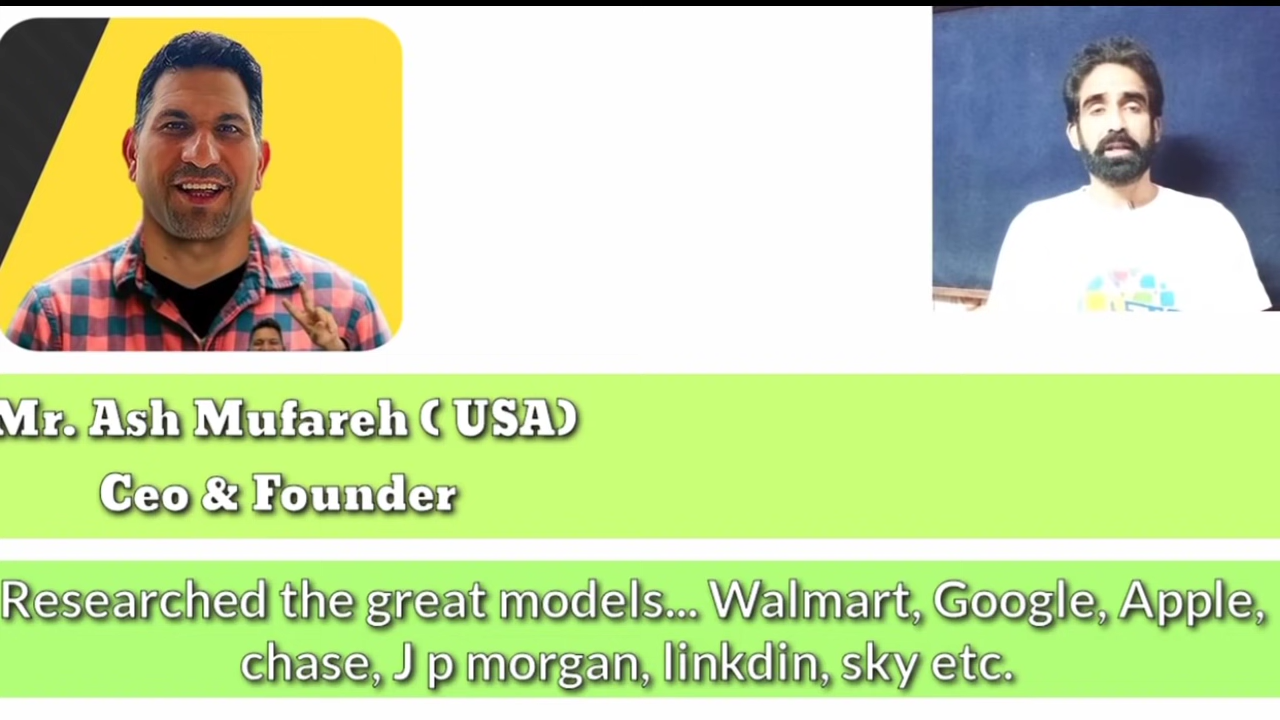 Mr. Ash Mufareh ( USA)
Ceo & Founder
Researched the great models... Walmart, Google, Apple,
chase, J p morgan, linkdin, sky etc.